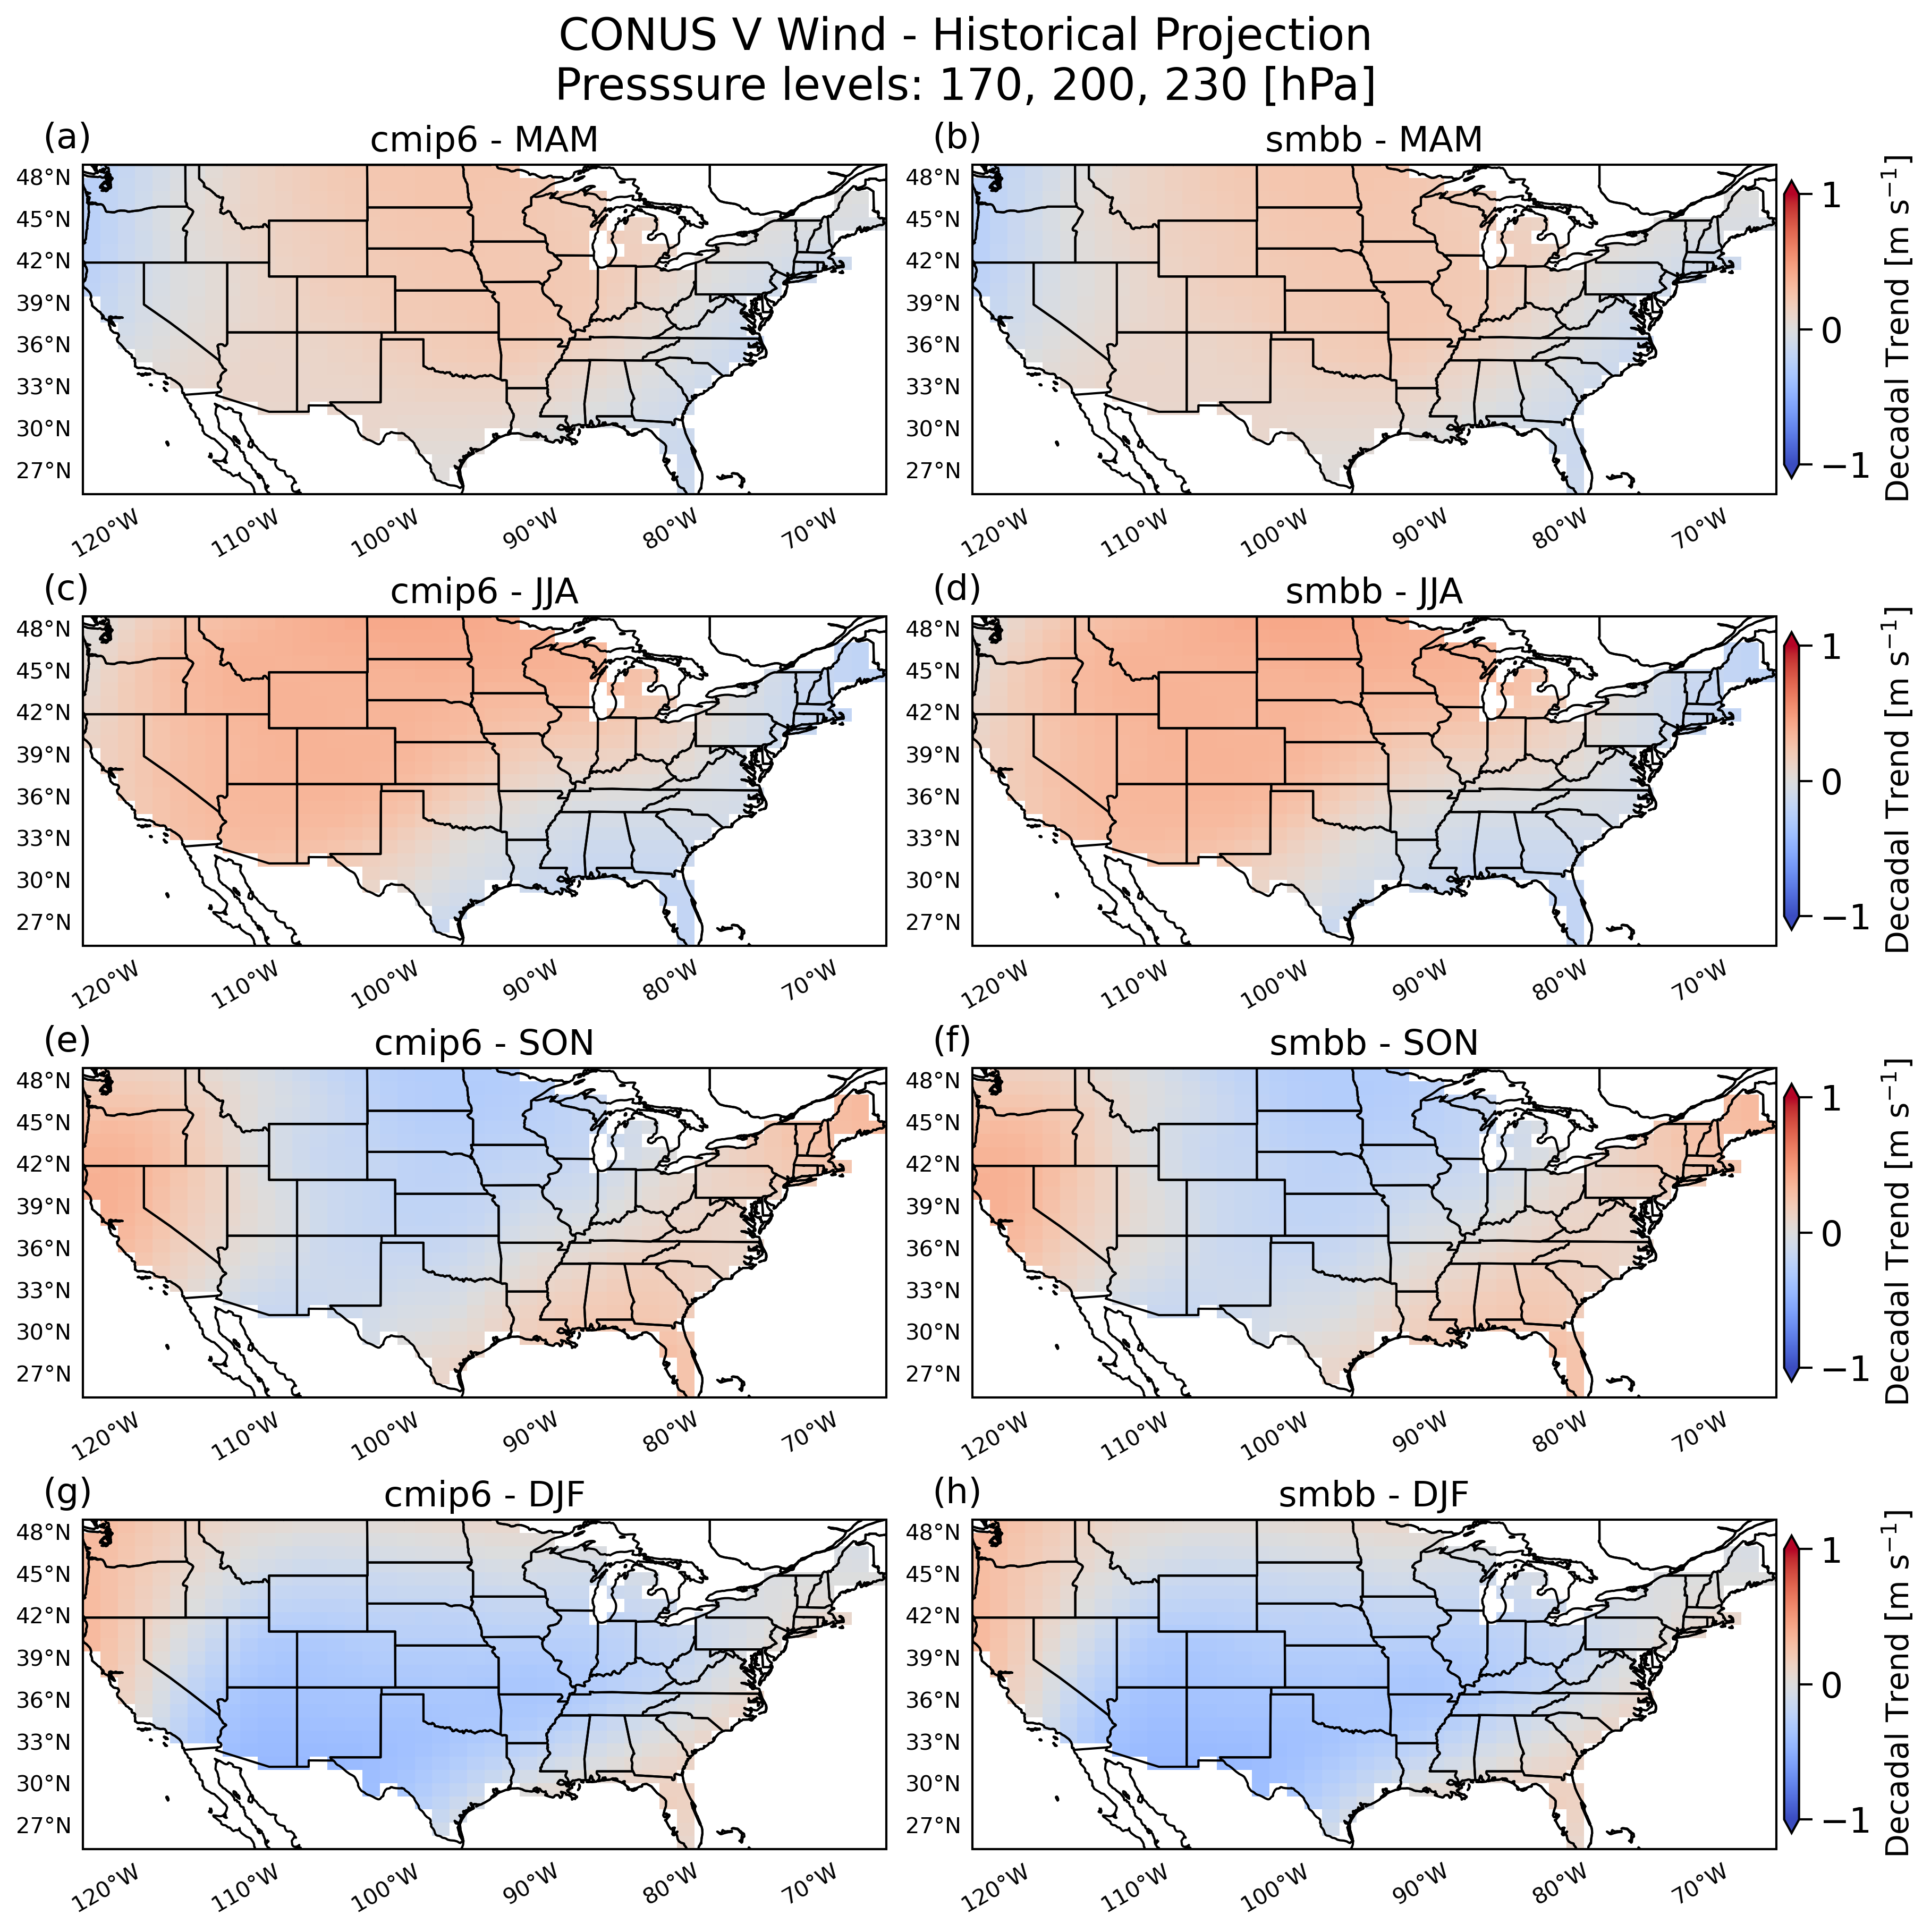 CONUS V Wind - Historical Projection
Presssure levels: 170, 200, 230 [hPa]
(a) cmip6 - MAM
48°N
45°N
42°N
39°N
36°N
33°N
30°N
27°N
120°W 110°W 100°W 90°W 80°W 70°W
(b) smbb - MAM
48°N
45°N
42°N
39°N
36°N
33°N
30°N
27°N
120°W 110°W 100°W 90°W 80°W 70°W
1
0
−1
Decadal Trend [m s⁻¹]
(c) cmip6 - JJA
48°N
45°N
42°N
39°N
36°N
33°N
30°N
27°N
120°W 110°W 100°W 90°W 80°W 70°W
(d) smbb - JJA
48°N
45°N
42°N
39°N
36°N
33°N
30°N
27°N
120°W 110°W 100°W 90°W 80°W 70°W
1
0
−1
Decadal Trend [m s⁻¹]
(e) cmip6 - SON
48°N
45°N
42°N
39°N
36°N
33°N
30°N
27°N
120°W 110°W 100°W 90°W 80°W 70°W
(f) smbb - SON
48°N
45°N
42°N
39°N
36°N
33°N
30°N
27°N
120°W 110°W 100°W 90°W 80°W 70°W
1
0
−1
Decadal Trend [m s⁻¹]
(g) cmip6 - DJF
48°N
45°N
42°N
39°N
36°N
33°N
30°N
27°N
120°W 110°W 100°W 90°W 80°W 70°W
(h) smbb - DJF
48°N
45°N
42°N
39°N
36°N
33°N
30°N
27°N
120°W 110°W 100°W 90°W 80°W 70°W
1
0
−1
Decadal Trend [m s⁻¹]